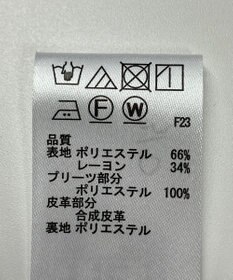 F W F23
品質
表地 ポリエステル 66%
レーヨン 34%
プリーツ部分
ポリエステル 100%
皮革部分
合成皮革
裏地 ポリエステル